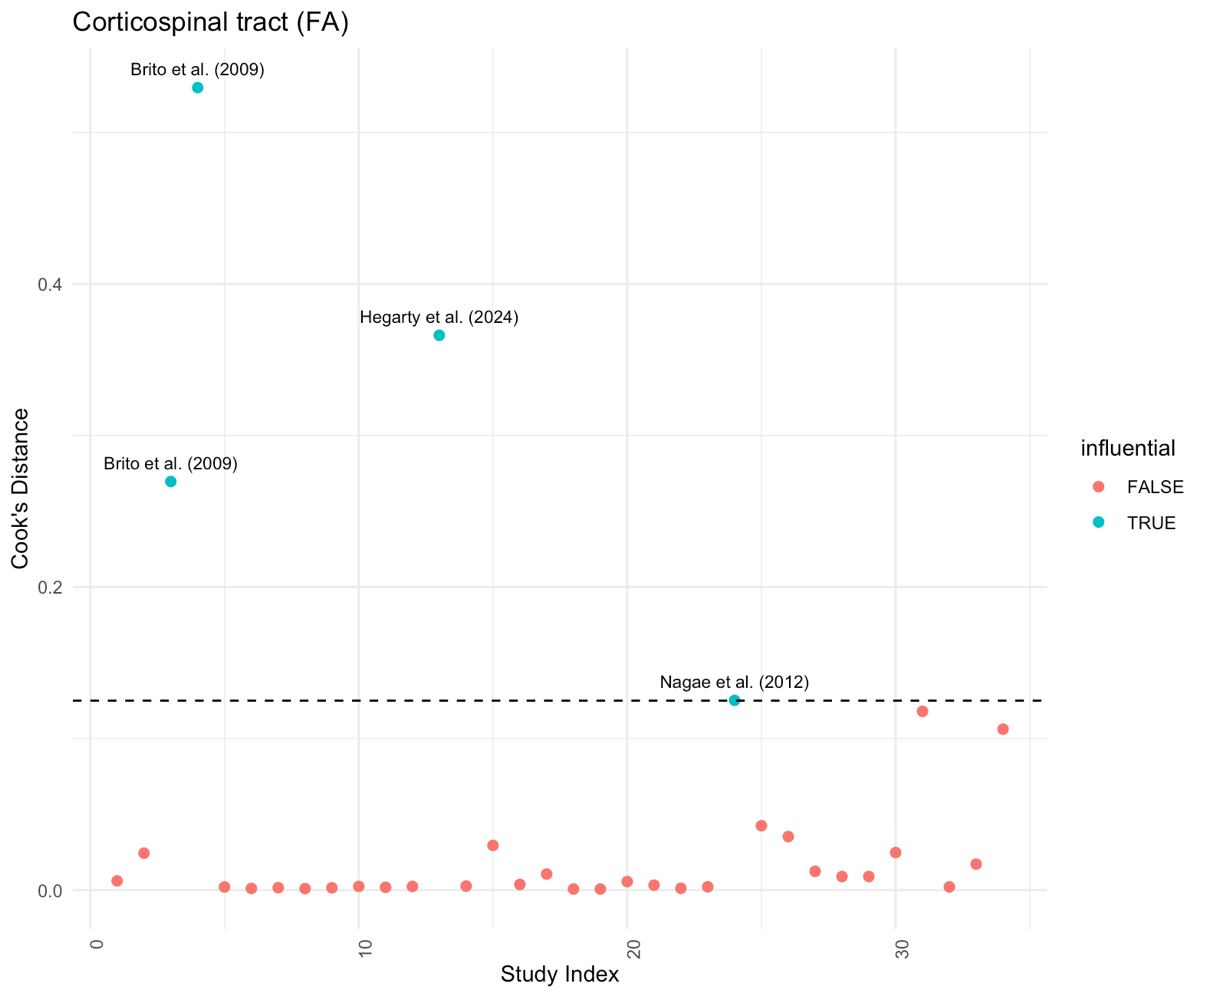 Corticospinal tract (FA)
Brito et al. (2009)
Hegarty et al. (2024)
Brito et al. (2009)
Nagae et al. (2012)
Cook's Distance
0.4
0.2
0.0
0
10
20
30
Study Index
influential
FALSE
TRUE